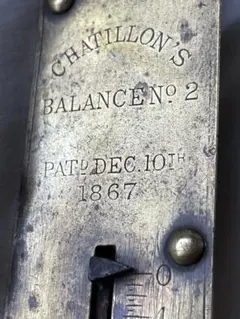 CHATILLON'S
BALANCE No 2
PATD. DEC. 10TH
1867
0